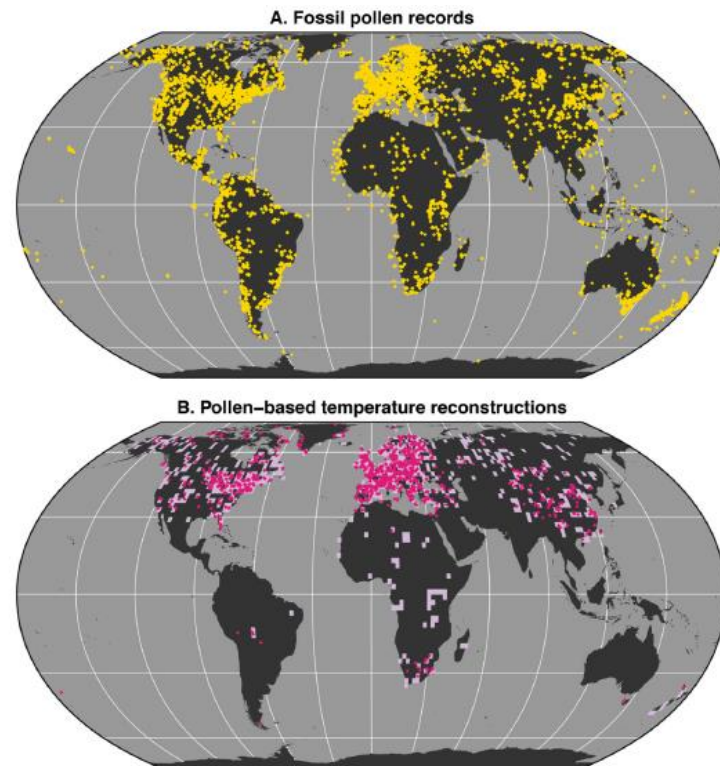 A. Fossil pollen records
B. Pollen–based temperature reconstructions